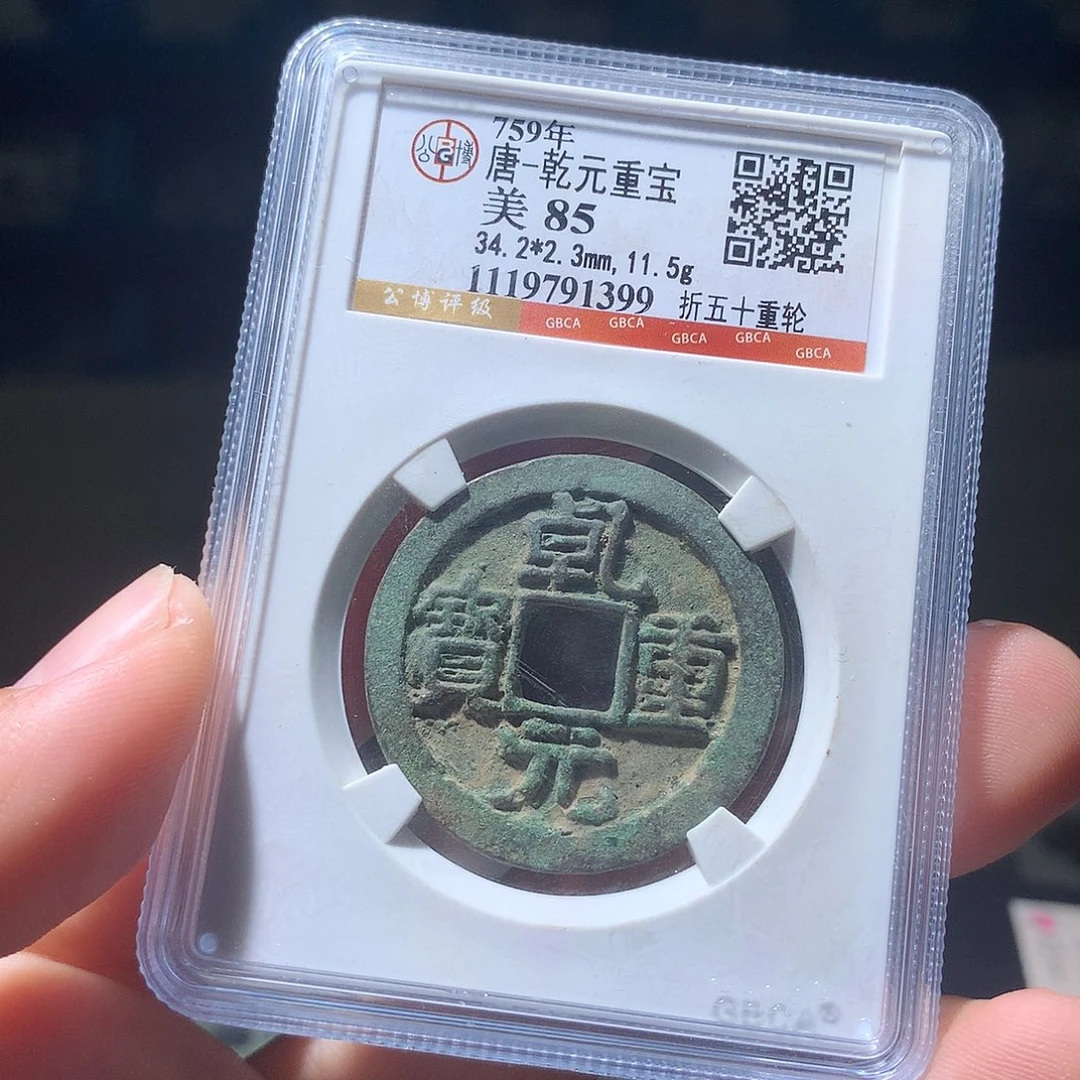 759年
公博
BG
唐-乾元重宝
美 85
34.2*2.3mm, 11.5g
1119791399 折五十重轮
公博评级 GBCA GBCA GBCA GBCA GBCA
乾
寶 重
元
GBCA®